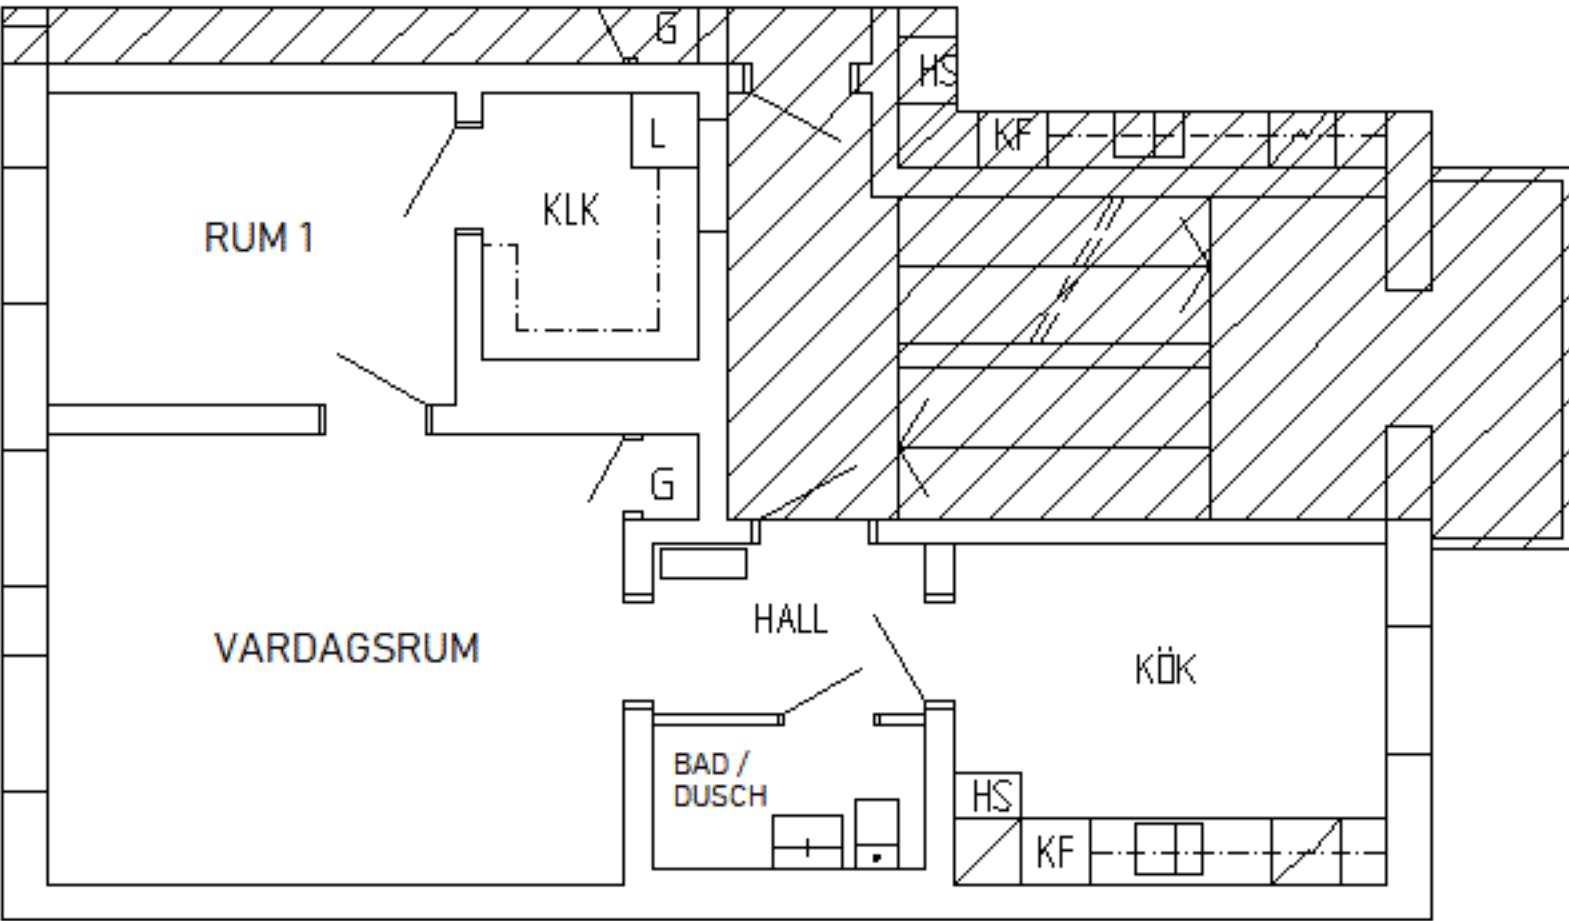 G
HS
KF
L
KLK
RUM 1
G
HALL
VARDAGSRUM
KÖK
BAD /
DUSCH
HS
KF